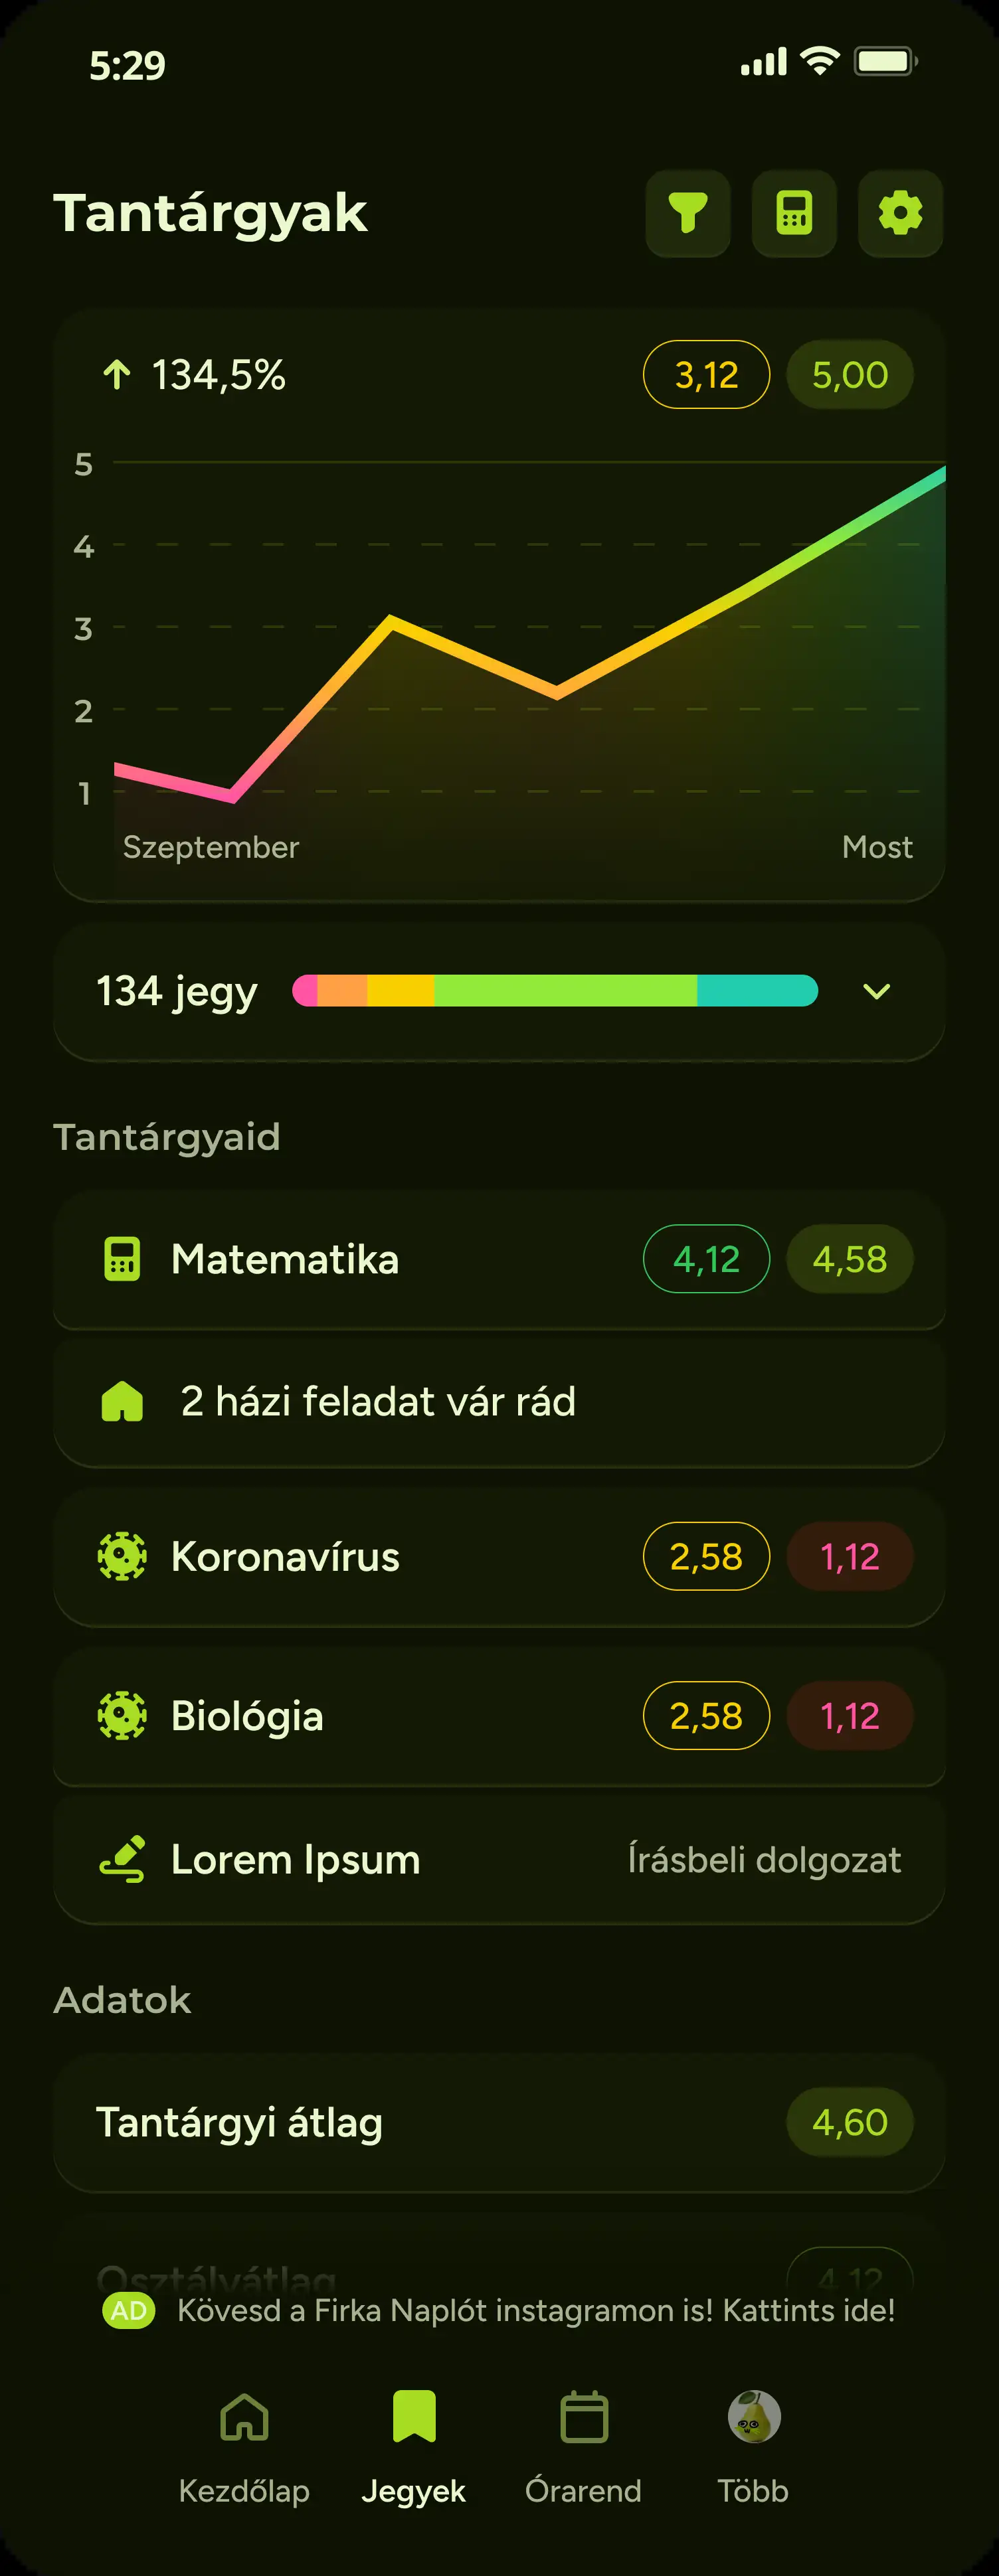 5:29
Tantárgyak
134,5% 3,12 5,00
5
4
3
2
1
Szeptember Most
134 jegy
Tantárgyaid
Matematika 4,12 4,58
2 házi feladat vár rád
Koronavírus 2,58 1,12
Biológia 2,58 1,12
Lorem Ipsum Írásbeli dolgozat
Adatok
Tantárgyi átlag 4,60
Osztályátlag 4,12
AD Kövesd a Firka Naplót instagramon is! Kattints ide!
Kezdőlap Jegyek Órarend Több